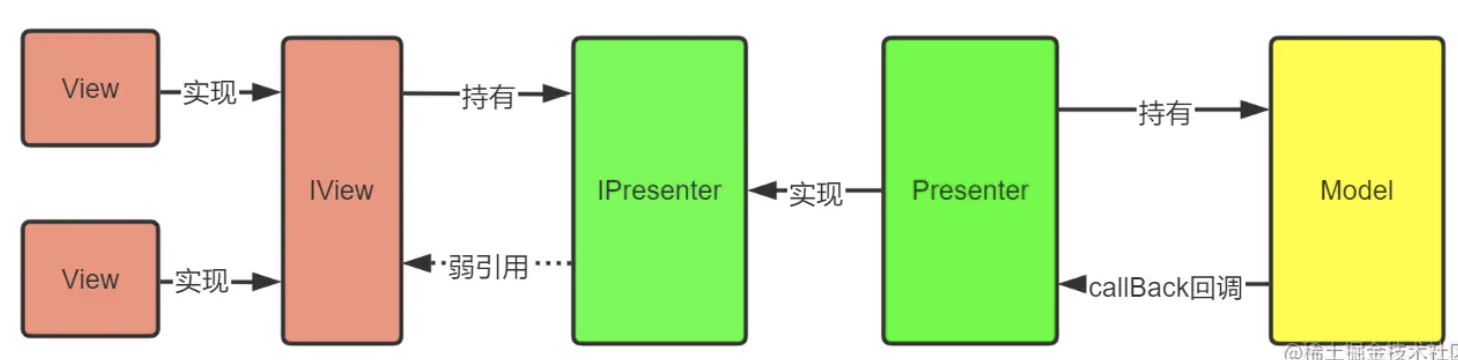 View
实现
持有
持有
IView
IPresenter
实现
Presenter
Model
View
实现
弱引用
callBack回调
@稀土掘金技术社区